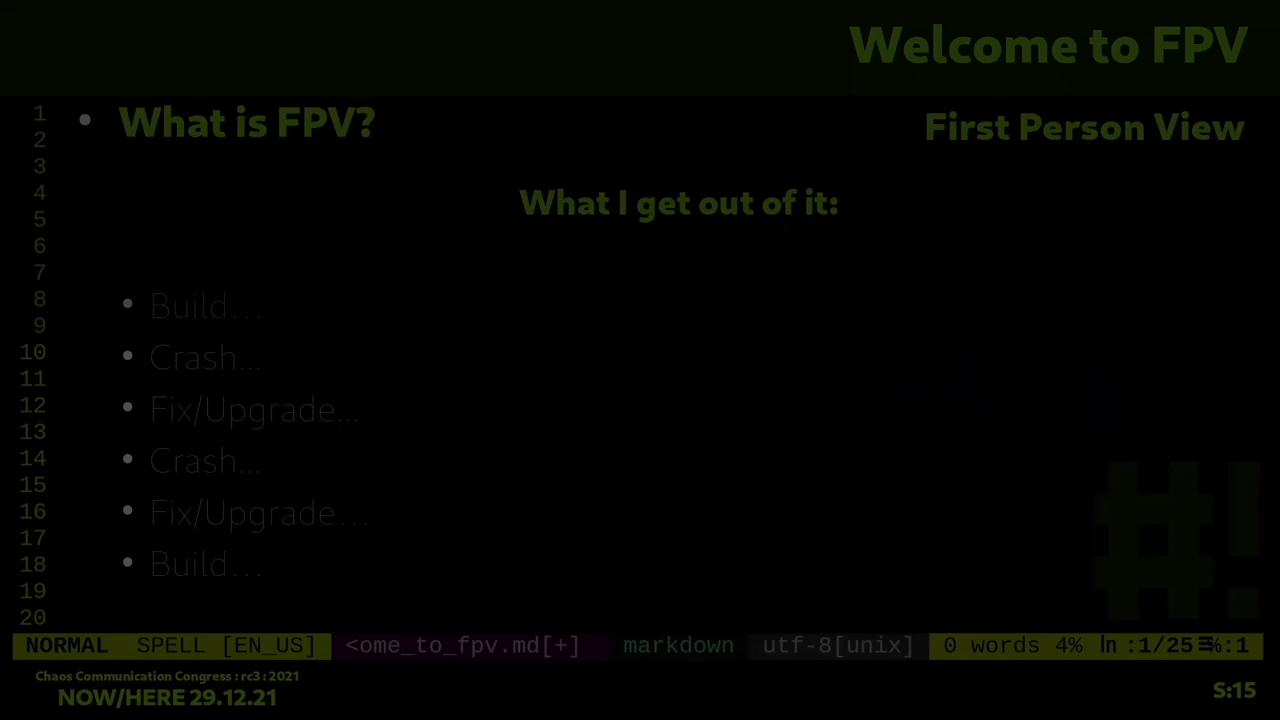 Welcome to FPV
1
2
3
4
5
6
7
8
9
10
11
12
13
14
15
16
17
18
19
20
• What is FPV?
First Person View
What I get out of it:
• Build…
• Crash...
• Fix/Upgrade...
• Crash...
• Fix/Upgrade…
• Build…
#!
NORMAL SPELL [EN_US] <ome_to_fpv.md[+] markdown utf-8[unix] 0 words 4% ln :1/25 ☰%:1
Chaos Communication Congress : rc3 : 2021
NOW/HERE 29.12.21
S:15